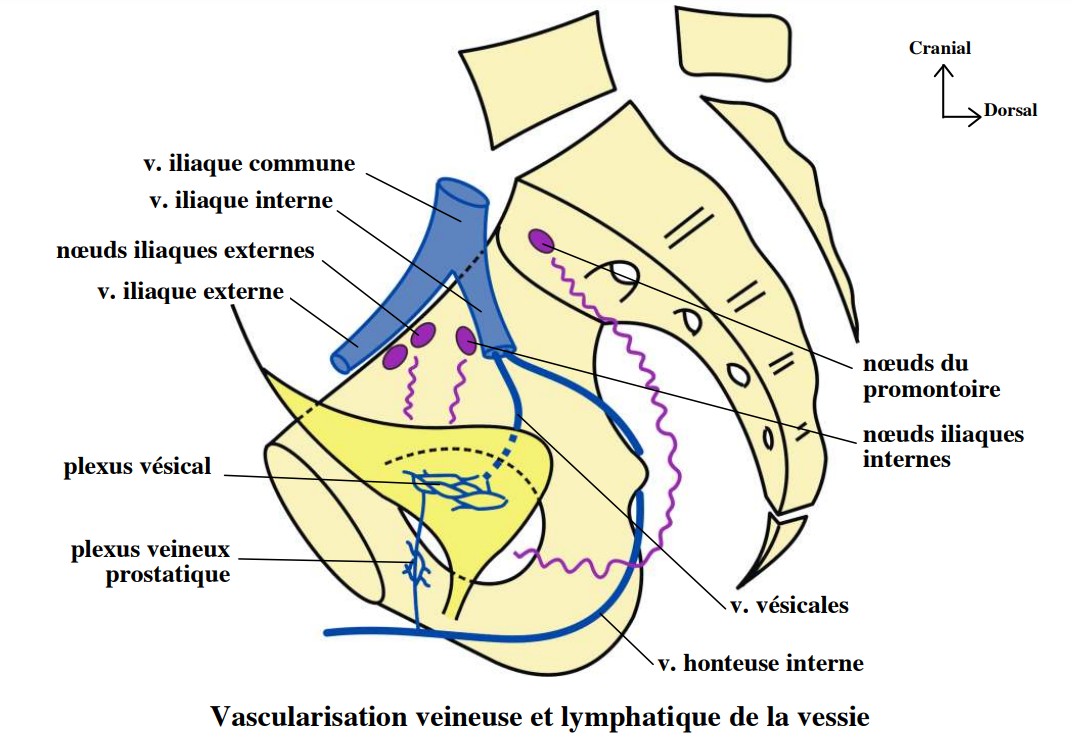 Cranial
Dorsal
v. iliaque commune
v. iliaque interne
nœuds iliaques externes
v. iliaque externe
nœuds du
promontoire
nœuds iliaques
internes
plexus vésical
plexus veineux
prostatique
v. vésicales
v. honteuse interne
Vascularisation veineuse et lymphatique de la vessie